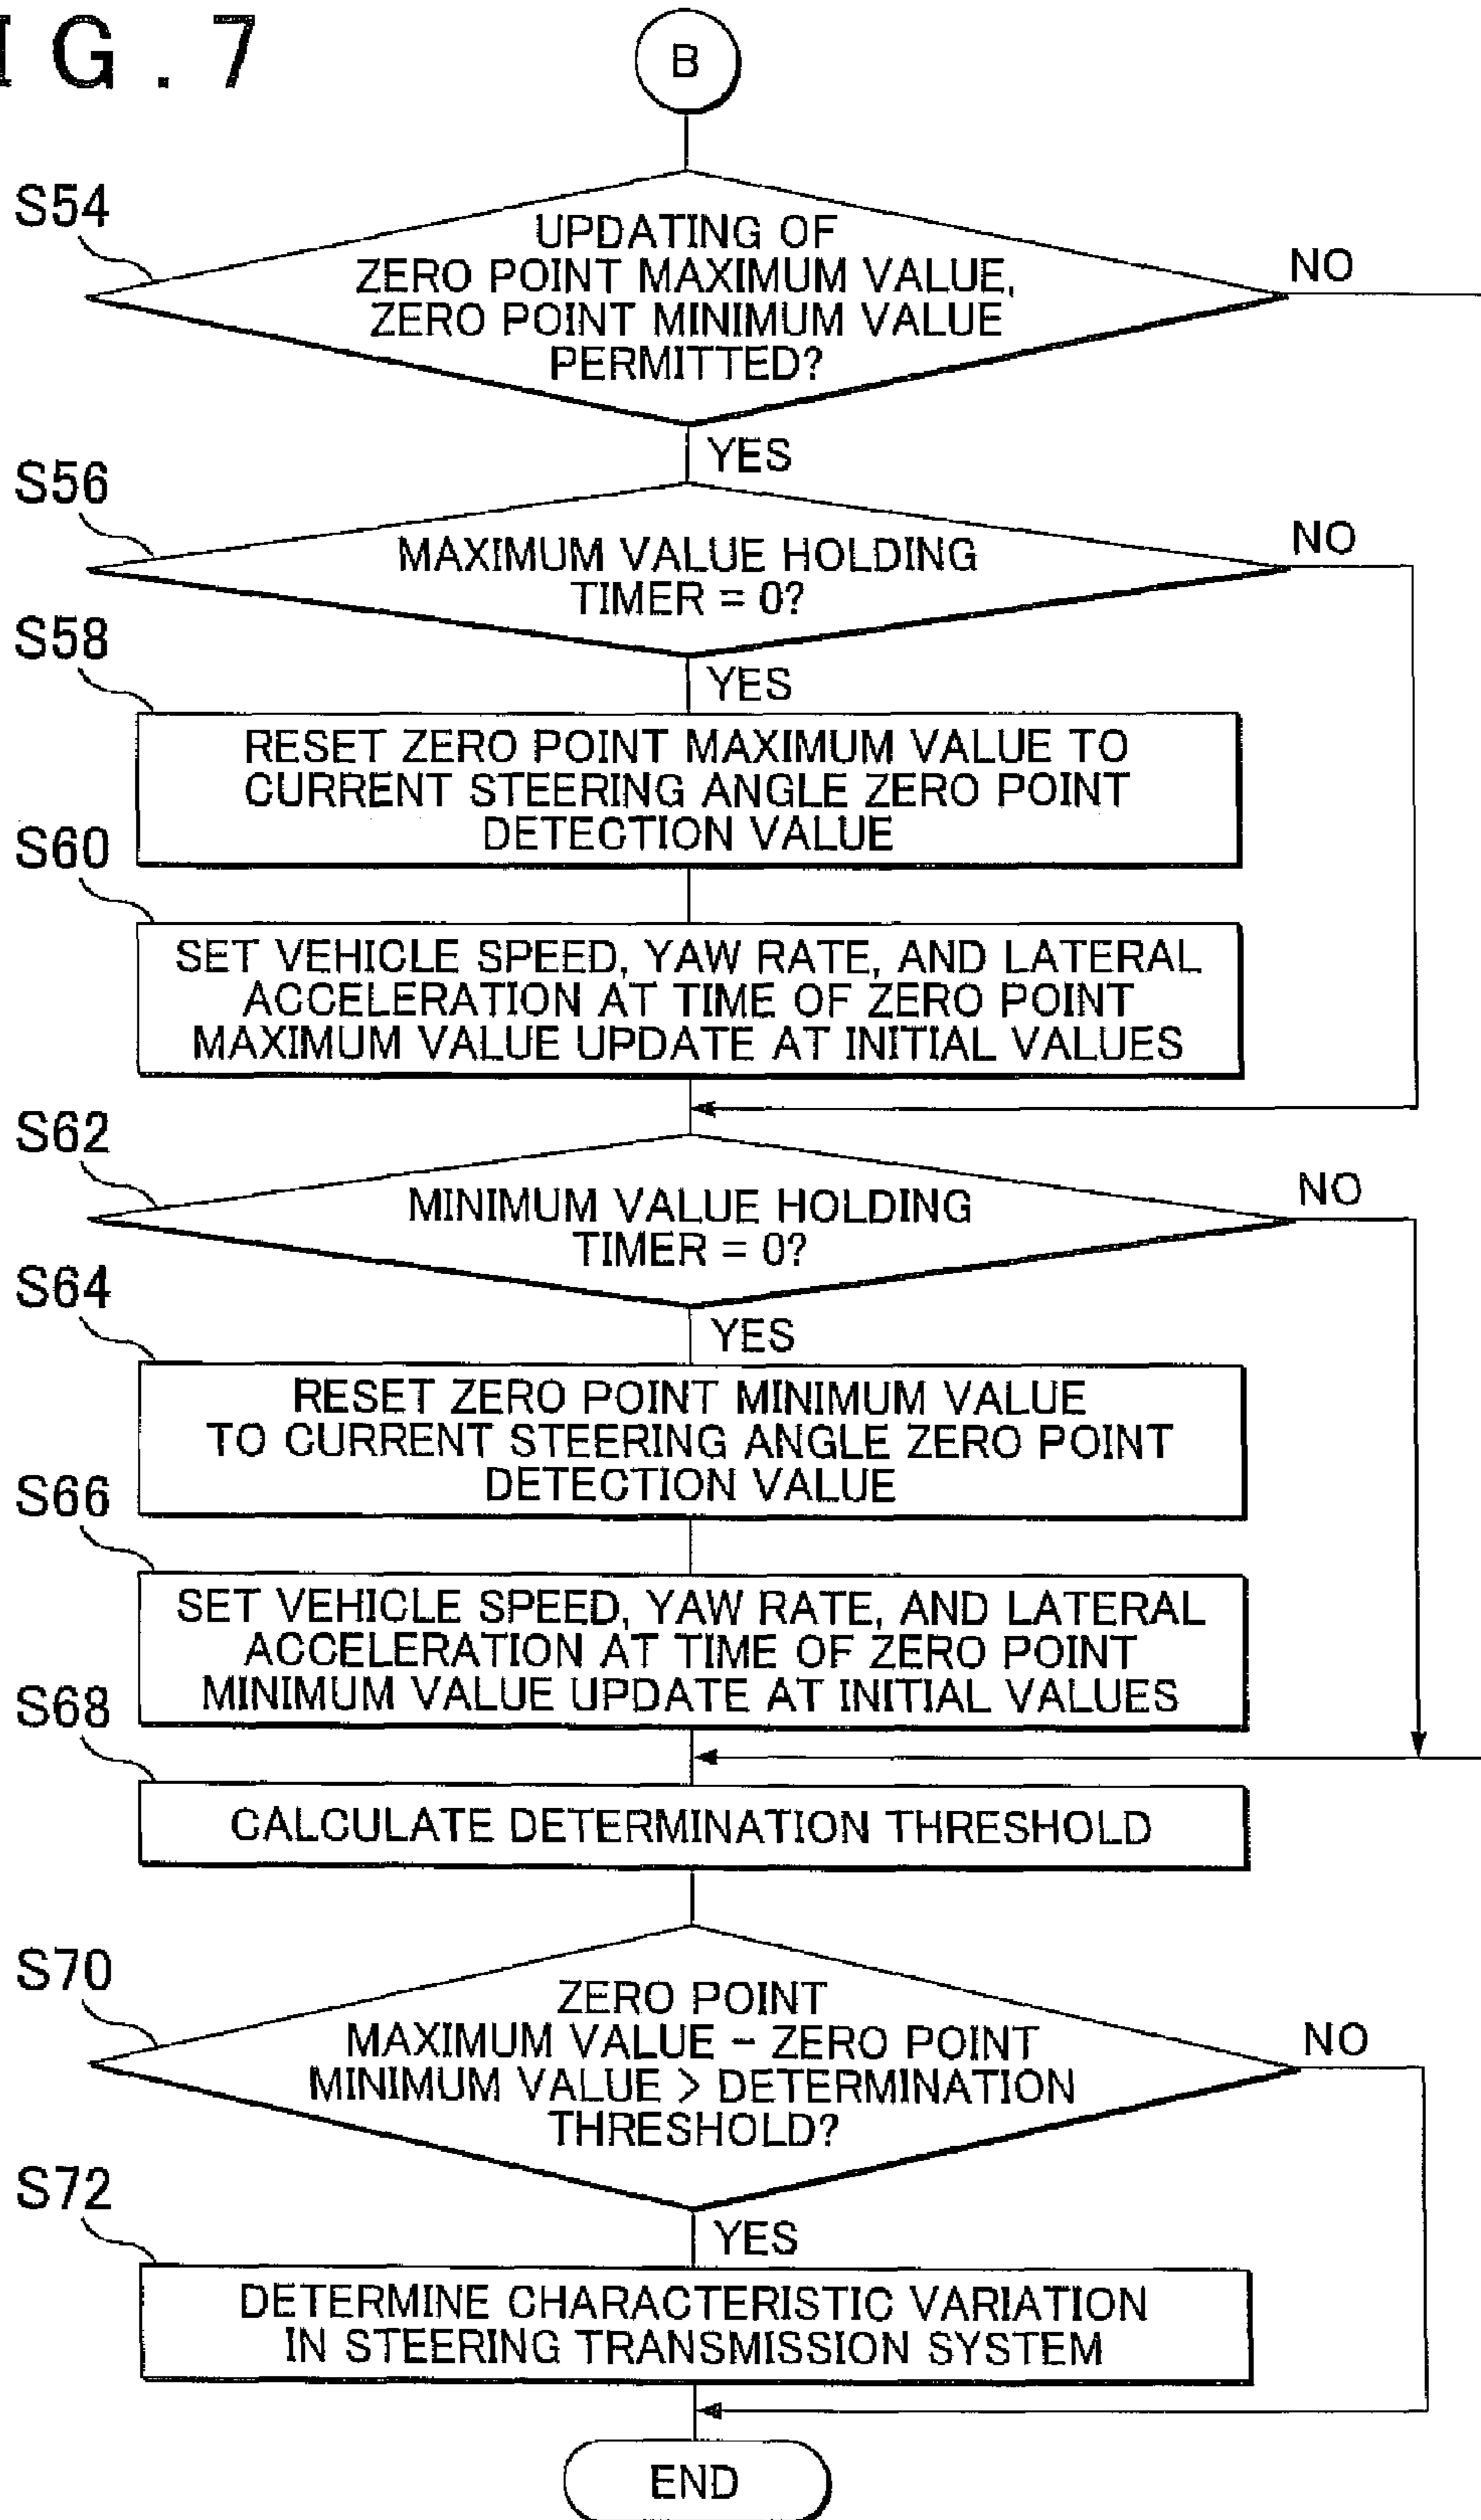 IG.7
B
S54
UPDATING OF
ZERO POINT MAXIMUM VALUE,
ZERO POINT MINIMUM VALUE
PERMITTED?
NO
YES
S56
MAXIMUM VALUE HOLDING
TIMER = 0?
NO
YES
S58
RESET ZERO POINT MAXIMUM VALUE TO
CURRENT STEERING ANGLE ZERO POINT
DETECTION VALUE
S60
SET VEHICLE SPEED, YAW RATE, AND LATERAL
ACCELERATION AT TIME OF ZERO POINT
MAXIMUM VALUE UPDATE AT INITIAL VALUES
S62
MINIMUM VALUE HOLDING
TIMER = 0?
NO
YES
S64
RESET ZERO POINT MINIMUM VALUE
TO CURRENT STEERING ANGLE ZERO POINT
DETECTION VALUE
S66
SET VEHICLE SPEED, YAW RATE, AND LATERAL
ACCELERATION AT TIME OF ZERO POINT
MINIMUM VALUE UPDATE AT INITIAL VALUES
S68
CALCULATE DETERMINATION THRESHOLD
S70
ZERO POINT
MAXIMUM VALUE - ZERO POINT
MINIMUM VALUE > DETERMINATION
THRESHOLD?
NO
YES
S72
DETERMINE CHARACTERISTIC VARIATION
IN STEERING TRANSMISSION SYSTEM
END